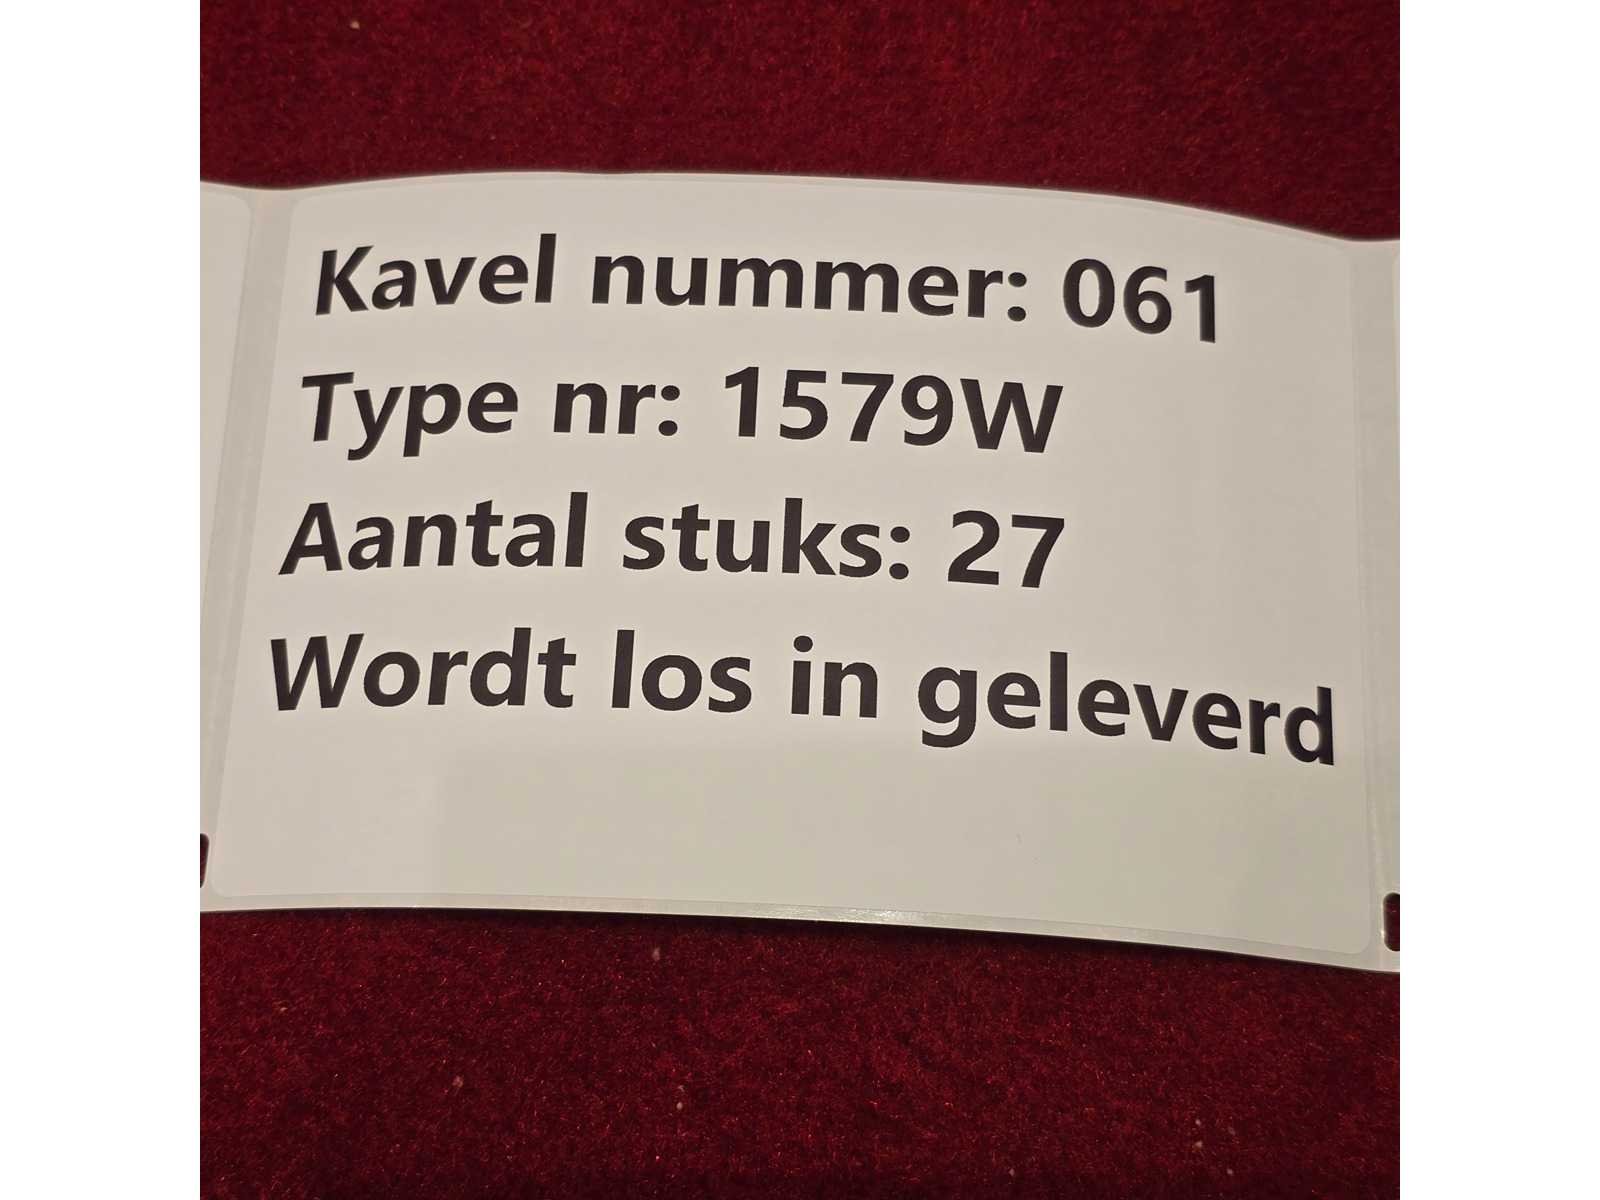 Kavel nummer: 061
Type nr: 1579W
Aantal stuks: 27
Wordt los in geleverd